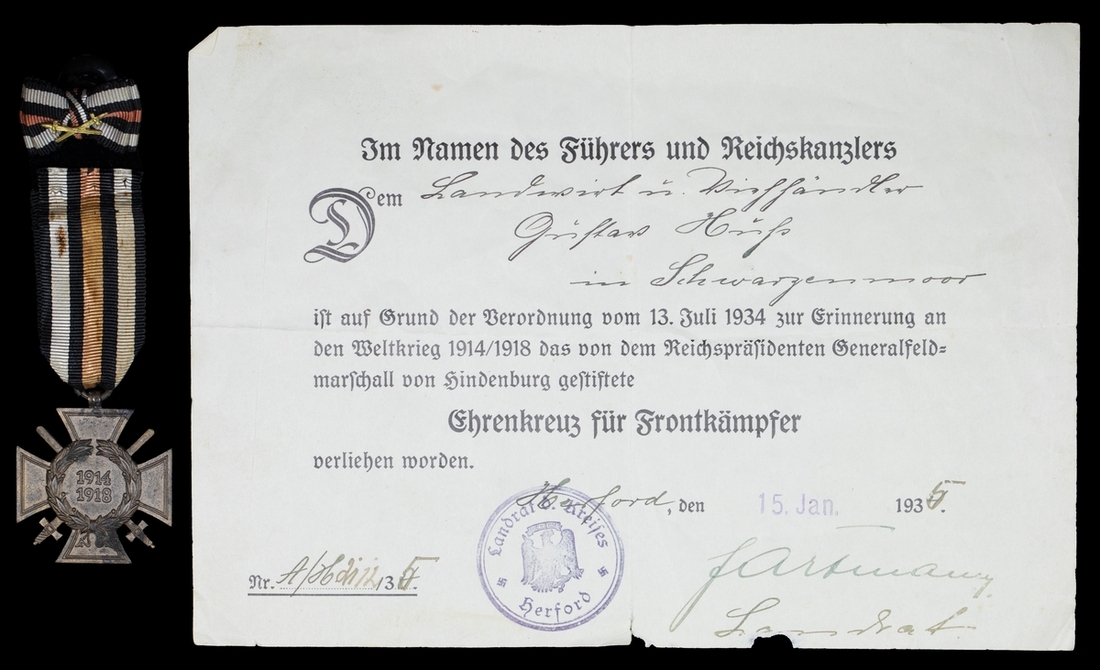 1914
1918
Im Namen des Führers und Reichskanzlers
Dem Landwirt u. Viehhändler
Gustav
in Schwarzenmoor
ist auf Grund der Verordnung vom 13. Juli 1934 zur Erinnerung an
den Weltkrieg 1914/1918 das von dem Reichspräsidenten Generalfeld=
marschall von Hindenburg gestiftete
Ehrenkreuz für Frontkämpfer
verliehen worden.
Herford, den 15. Jan. 1935.
Landrat d. Kreises
Herford
Nr.
Landrat